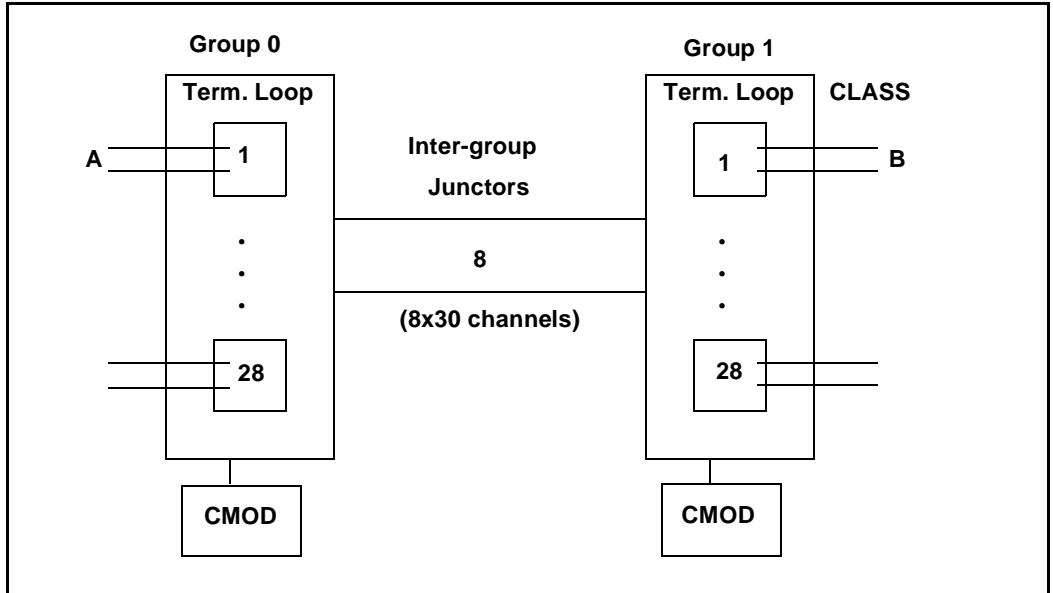 Group 0
Group 1
Term. Loop
Term. Loop
CLASS
A
1
Inter-group
Junctors
1
B
8
(8x30 channels)
28
28
CMOD
CMOD